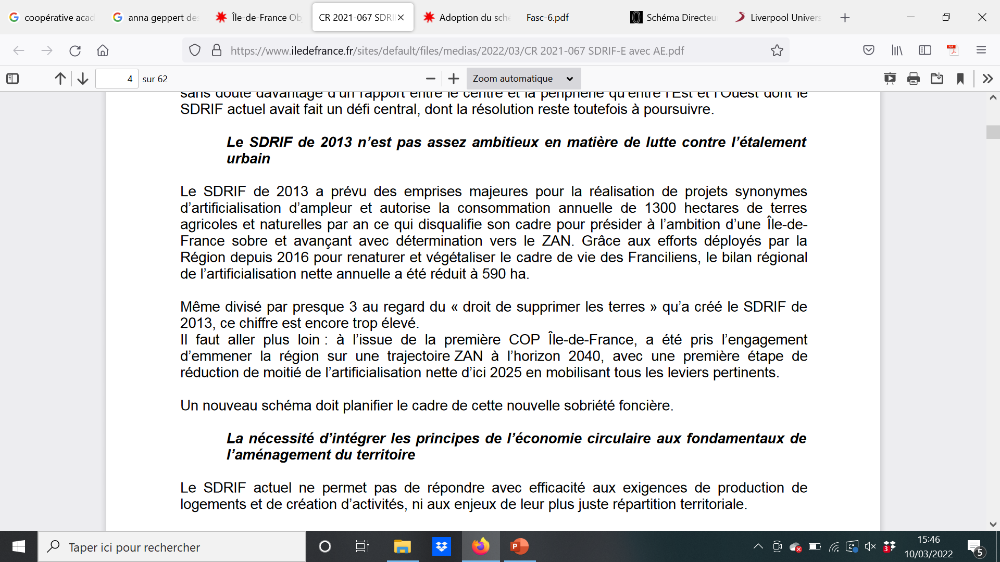 coopérative acad
anna geppert des
Île-de-France Ob
CR 2021-067 SDRI
Adoption du sché
Fasc-6.pdf
Schéma Directeu
Liverpool Univers
https://www.iledefrance.fr/sites/default/files/medias/2022/03/CR 2021-067 SDRIF-E avec AE.pdf
4 sur 62
Zoom automatique
sans doute davantage d'un rapport entre le centre et la périphérie qu'entre l'Est et l'Ouest dont le
SDRIF actuel avait fait un défi central, dont la résolution reste toutefois à poursuivre.
Le SDRIF de 2013 n'est pas assez ambitieux en matière de lutte contre l'étalement
urbain
Le SDRIF de 2013 a prévu des emprises majeures pour la réalisation de projets synonymes
d'artificialisation d'ampleur et autorise la consommation annuelle de 1300 hectares de terres
agricoles et naturelles par an ce qui disqualifie son cadre pour présider à l'ambition d'une Île-de-
France sobre et avançant avec détermination vers le ZAN. Grâce aux efforts déployés par la
Région depuis 2016 pour renaturer et végétaliser le cadre de vie des Franciliens, le bilan régional
de l'artificialisation nette annuelle a été réduit à 590 ha.
Même divisé par presque 3 au regard du « droit de supprimer les terres » qu'a créé le SDRIF de
2013, ce chiffre est encore trop élevé.
Il faut aller plus loin : à l'issue de la première COP Île-de-France, a été pris l'engagement
d'emmener la région sur une trajectoire ZAN à l'horizon 2040, avec une première étape de
réduction de moitié de l'artificialisation nette d'ici 2025 en mobilisant tous les leviers pertinents.
Un nouveau schéma doit planifier le cadre de cette nouvelle sobriété foncière.
La nécessité d'intégrer les principes de l'économie circulaire aux fondamentaux de
l'aménagement du territoire
Le SDRIF actuel ne permet pas de répondre avec efficacité aux exigences de production de
logements et de création d'activités, ni aux enjeux de leur plus juste répartition territoriale.
Taper ici pour rechercher
15:46
10/03/2022
3
5